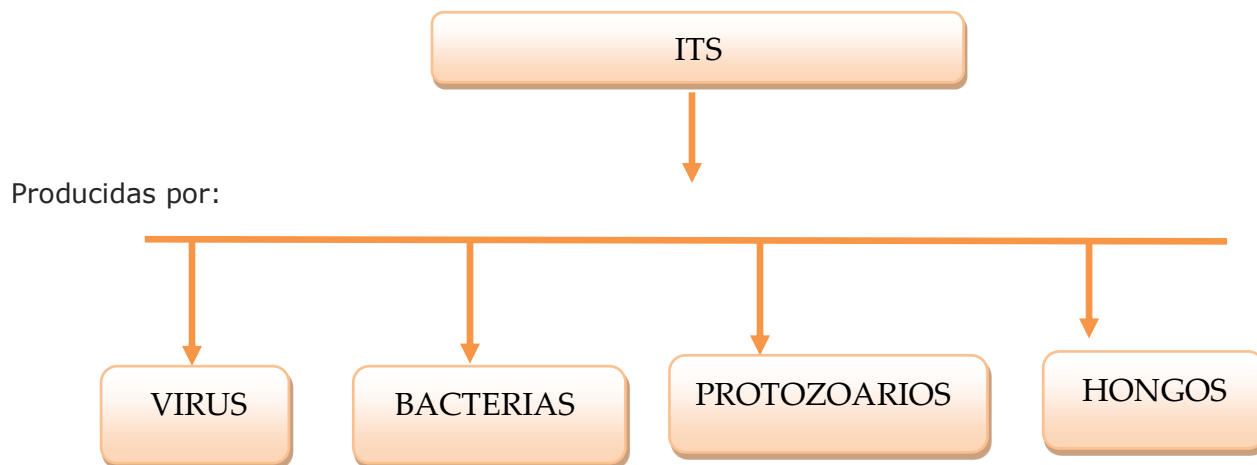 ITS
Producidas por:
VIRUS
BACTERIAS
PROTOZOARIOS
HONGOS